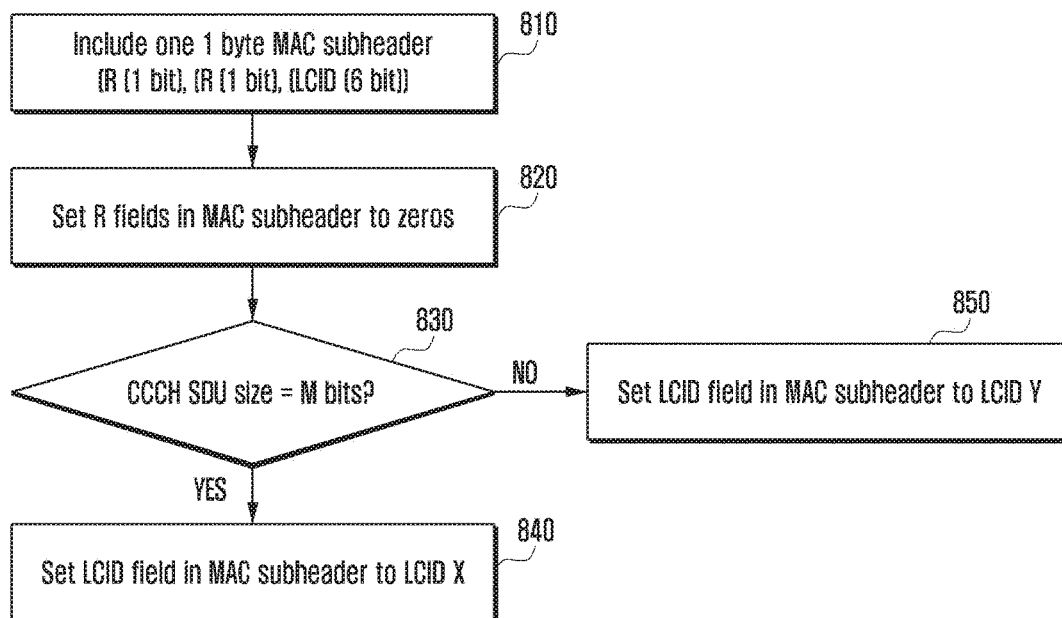 Include one 1 byte MAC subheader
(R (1 bit), (R (1 bit), (LCID (6 bit))
810
Set R fields in MAC subheader to zeros
820
CCCH SDU size = M bits?
830
NO
850
Set LCID field in MAC subheader to LCID Y
YES
840
Set LCID field in MAC subheader to LCID X